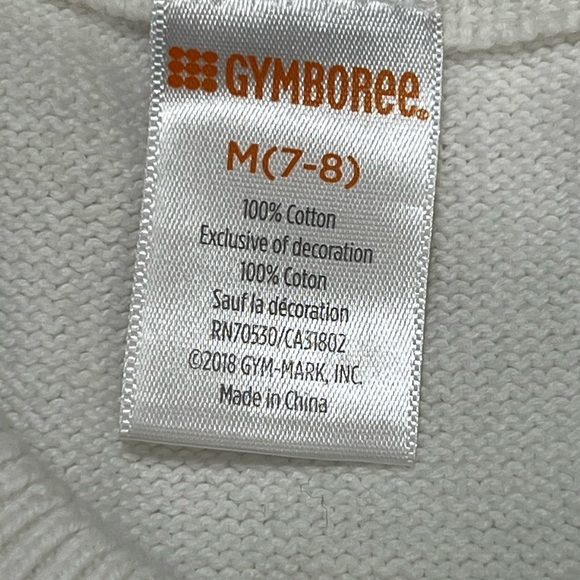 GYMBOREE®
M(7-8)
100% Cotton
Exclusive of decoration
100% Coton
Sauf la décoration
RN70530/CA31802
©2018 GYM-MARK, INC.
Made in China